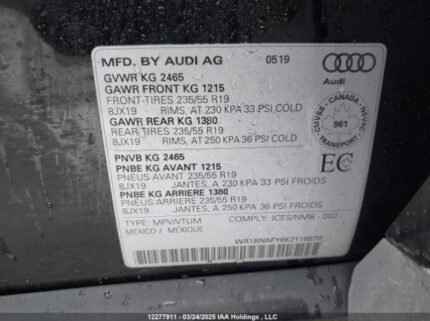 MFD. BY AUDI AG 0519
GVWR KG 2465
GAWR FRONT KG 1215
FRONT-TIRES 235/55 R19
8JX19 RIMS, AT 230 KPA 33 PSI COLD
GAWR REAR KG 1380
REAR-TIRES 235/55 R19
8JX19 RIMS, AT 250 KPA 36 PSI COLD
PNVB KG 2465
PNBE KG AVANT 1215
PNEUS AVANT 235/55 R19
8JX19 JANTES, A 230 KPA 33 PSI FROIDS
PNBE KG ARRIERE 1380
PNEUS ARRIERE 235/55 R19
8JX19 JANTES, A 250 KPA 36 PSI FROIDS
TYPE: MPV/VTUM COMPLY: ICES/NMB - 002
MEXICO / MEXIQUE
Audi
CMVSS - CANADA - NSVAC
961
TRANSPORT
EC
12277911 - 03/24/2025 IAA Holdings , LLC